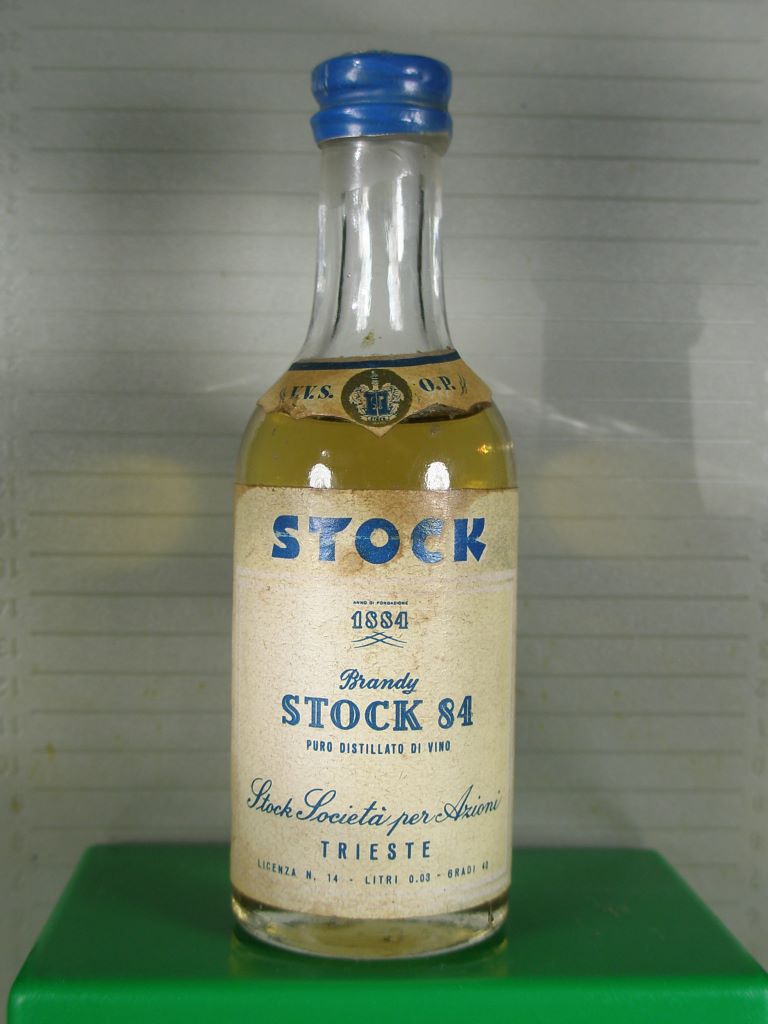 V.V.S. O.P.
STOCK
ANNO DI FONDAZIONE
1884
Brandy
STOCK 84
PURO DISTILLATO DI VINO
Stock Società per Azioni
TRIESTE
LICENZA N. 14 - LITRI 0.03 - GRADI 40